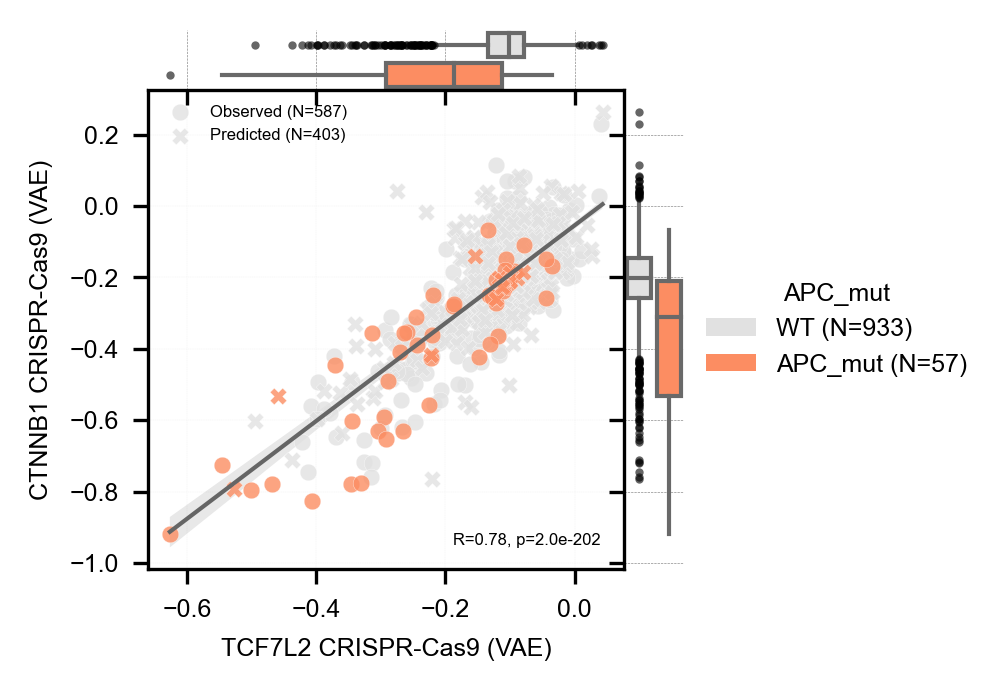 Observed (N=587)
Predicted (N=403)
0.2
0.0
−0.2
−0.4
−0.6
−0.8
−1.0
CTNNB1 CRISPR-Cas9 (VAE)
R=0.78, p=2.0e-202
−0.6
−0.4
−0.2
0.0
TCF7L2 CRISPR-Cas9 (VAE)
APC_mut
WT (N=933)
APC_mut (N=57)